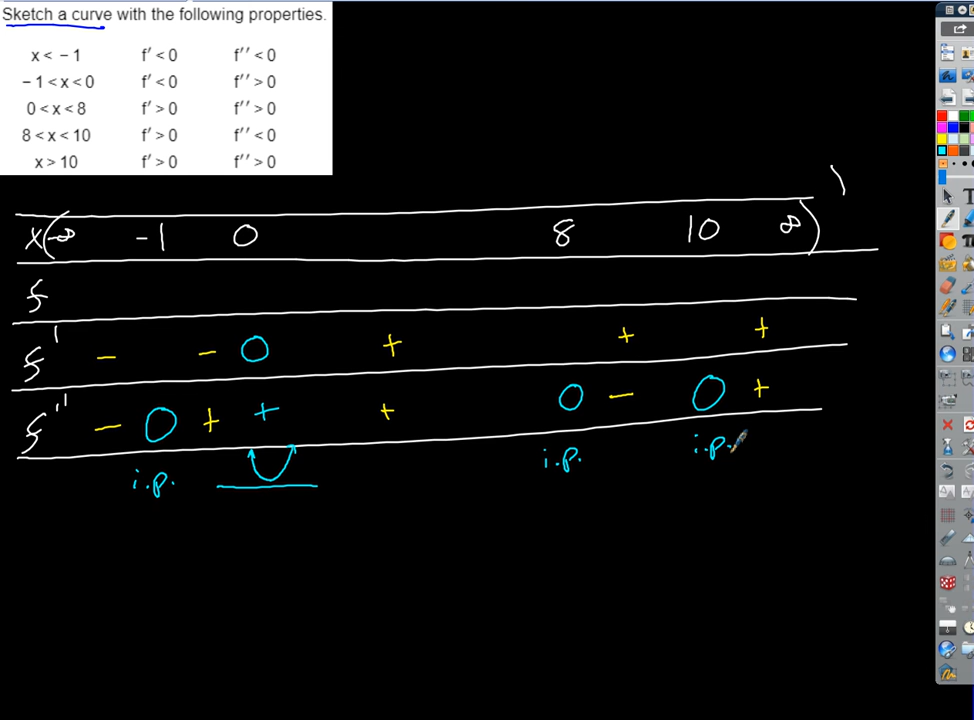 Sketch a curve with the following properties.
x < - 1 f' < 0 f'' < 0
- 1 < x < 0 f' < 0 f'' > 0
0 < x < 8 f' > 0 f'' > 0
8 < x < 10 f' > 0 f'' < 0
x > 10 f' > 0 f'' > 0
x (-∞ -1 0 8 10 ∞)
f
f' - - 0 + + +
f'' - 0 + + + 0 - 0 +
i.p. i.p. i.p.